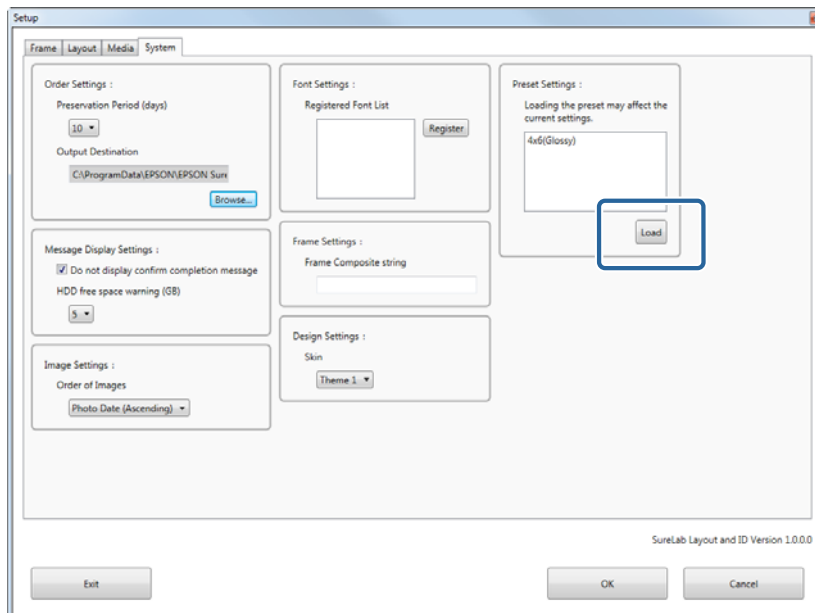 Setup
Frame Layout Media System
Order Settings :
Preservation Period (days)
10
Output Destination
C:\ProgramData\EPSON\EPSON Sure
Browse...
Message Display Settings :
Do not display confirm completion message
HDD free space warning (GB)
5
Image Settings :
Order of Images
Photo Date (Ascending)
Font Settings :
Registered Font List
Register
Frame Settings :
Frame Composite string
Design Settings :
Skin
Theme 1
Preset Settings :
Loading the preset may affect the
current settings.
4x6(Glossy)
Load
SureLab Layout and ID Version 1.0.0.0
Exit
OK
Cancel